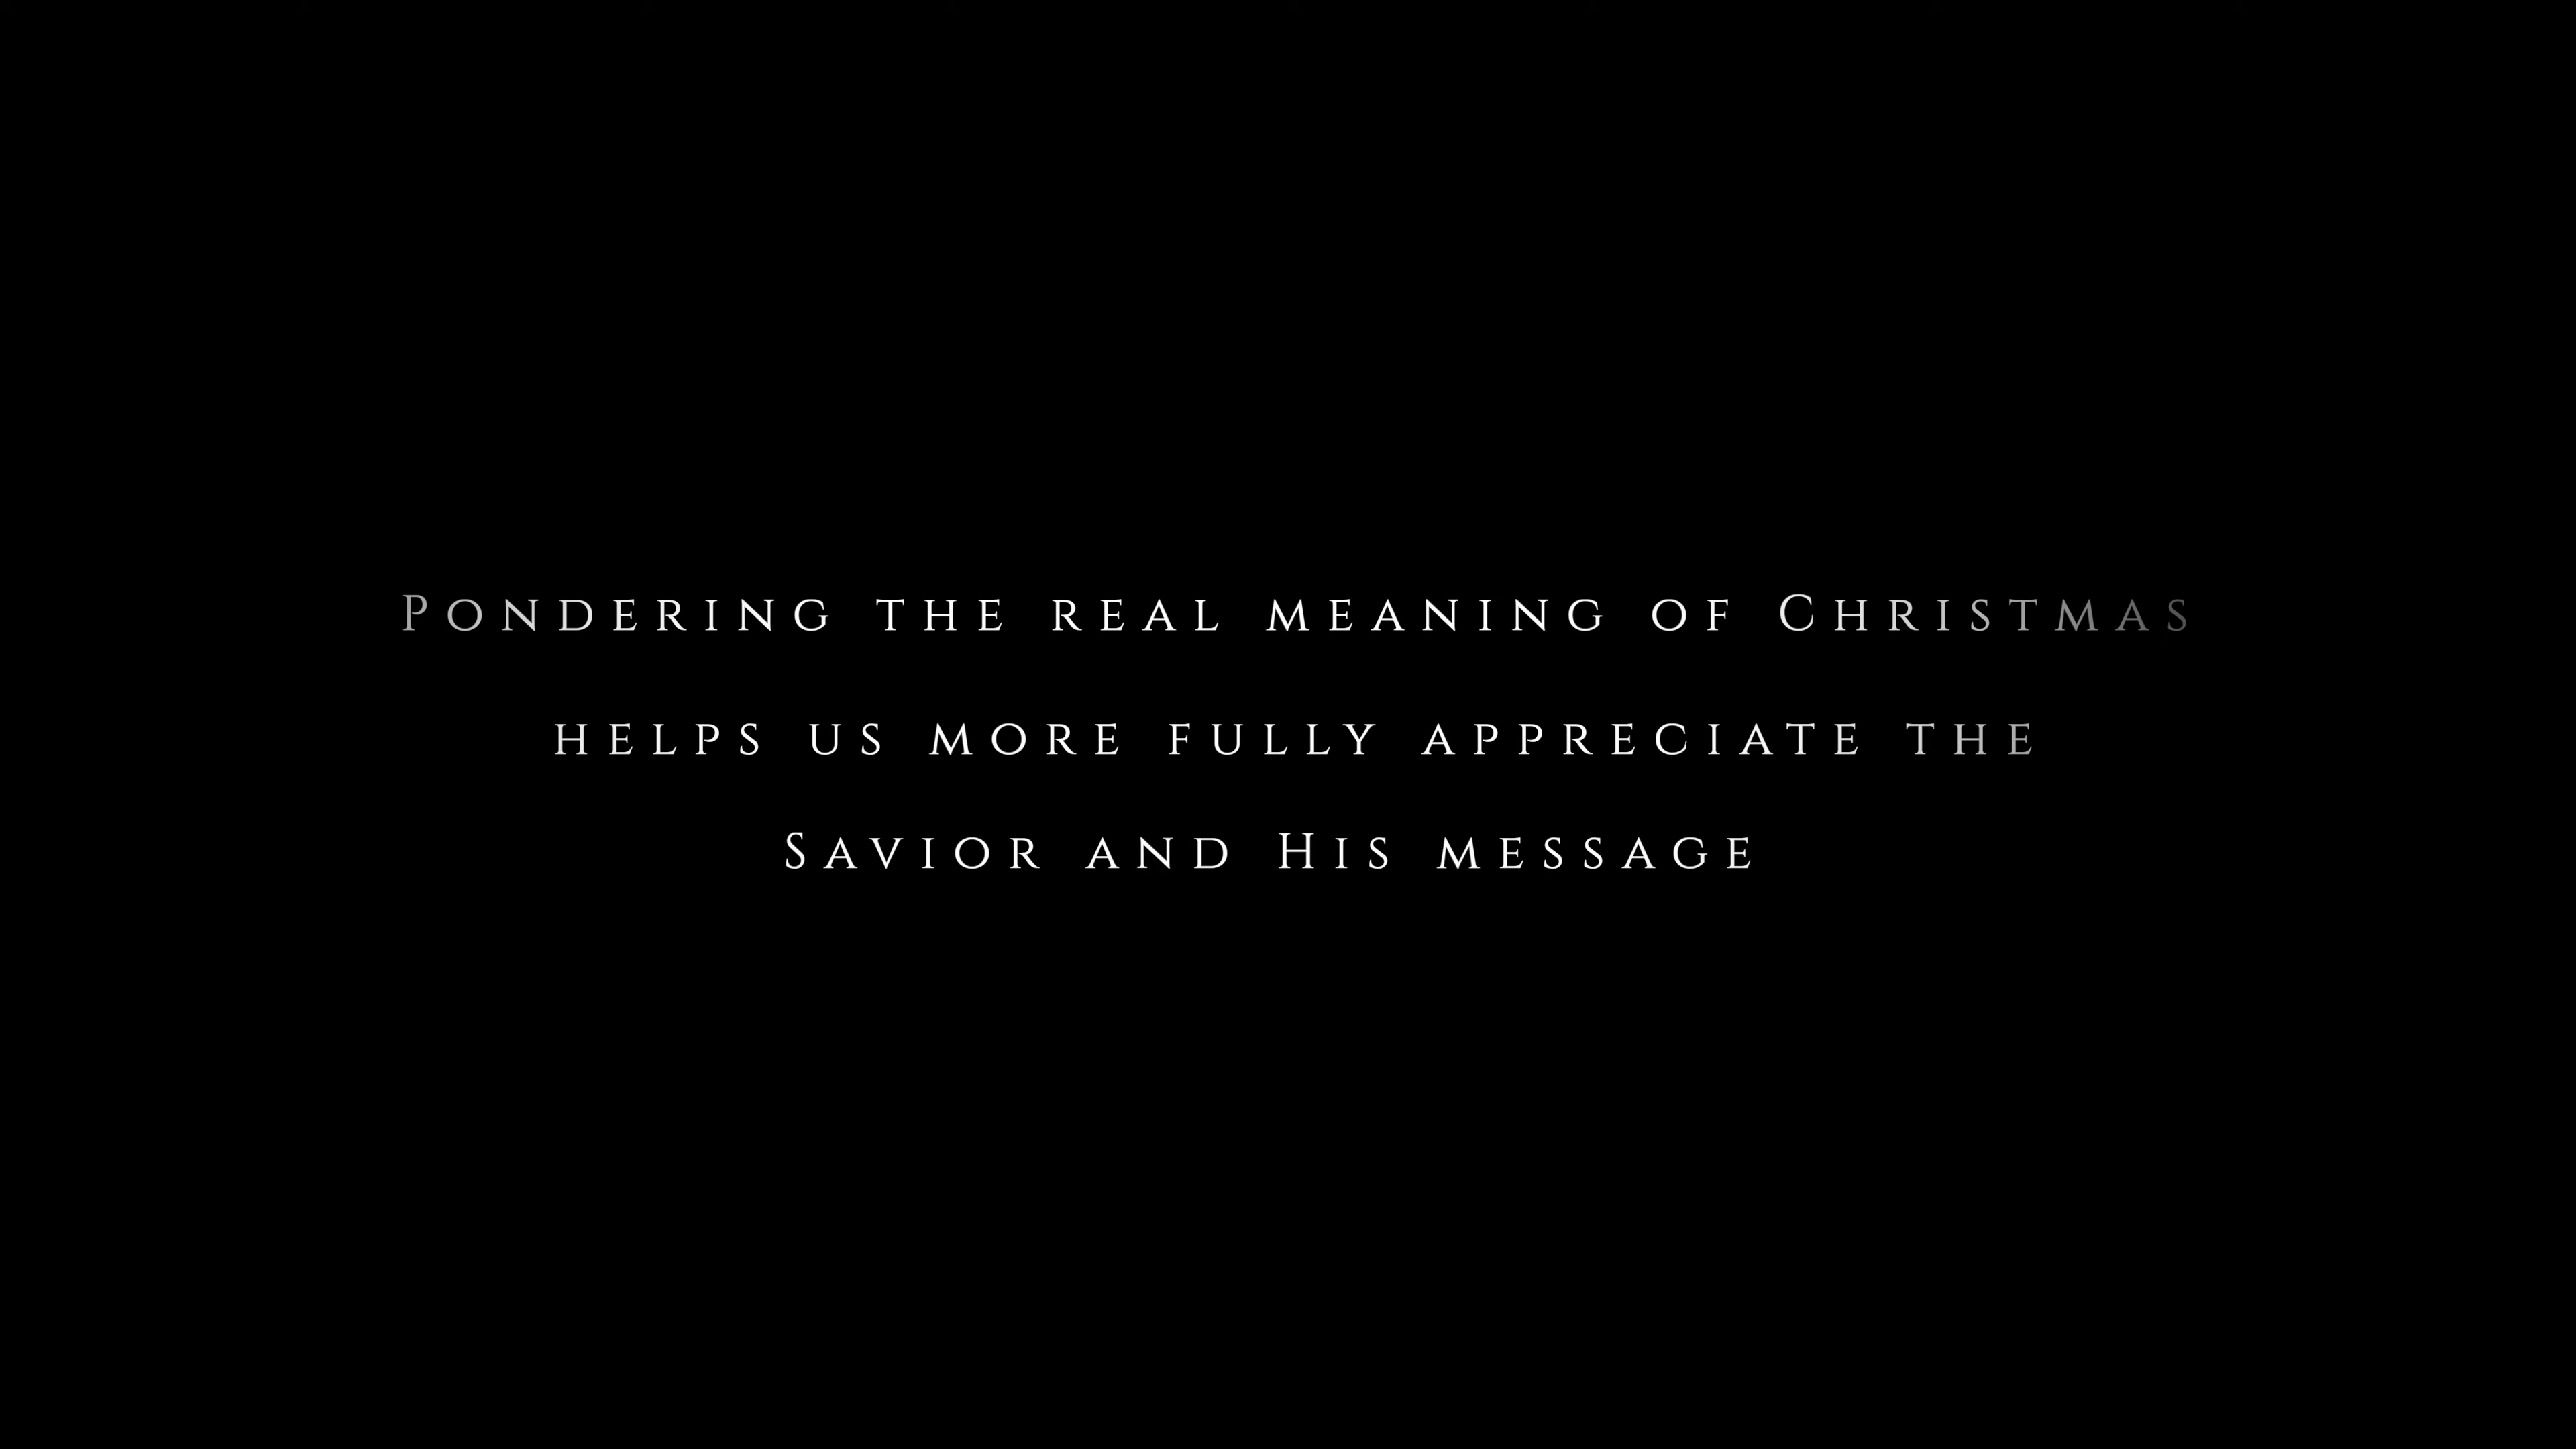 Pondering the real meaning of Christmas
helps us more fully appreciate the
Savior and His message